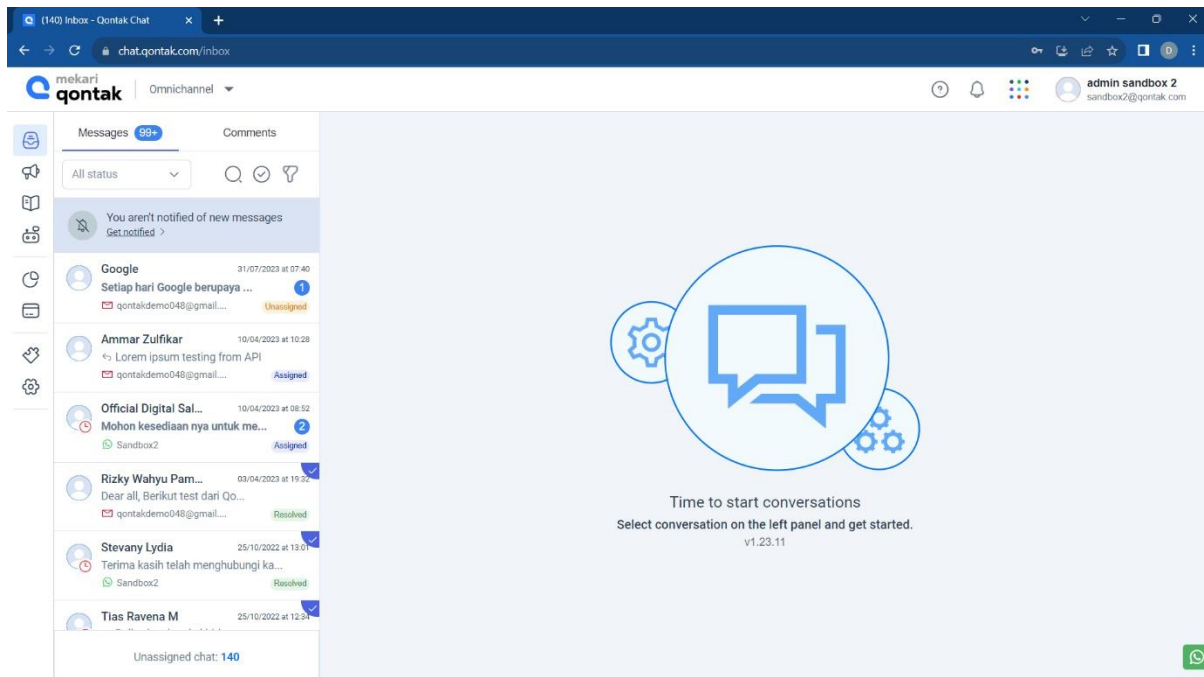 (140) Inbox - Qontak Chat
chat.qontak.com/inbox
mekari
qontak
Omnichannel
admin sandbox 2
sandbox2@qontak.com
Messages 99+
Comments
All status
You aren't notified of new messages
Get notified >
Google 31/07/2023 at 07:40
Setiap hari Google berupaya ... 1
qontakdemo048@gmail.... Unassigned
Ammar Zulfikar 10/04/2023 at 10:28
Lorem ipsum testing from API
qontakdemo048@gmail.... Assigned
Official Digital Sal... 10/04/2023 at 08:52
Mohon kesediaan nya untuk me... 2
Sandbox2 Assigned
Rizky Wahyu Pam... 03/04/2023 at 19:32
Dear all, Berikut test dari Qo...
qontakdemo048@gmail.... Resolved
Stevany Lydia 25/10/2022 at 13:01
Terima kasih telah menghubungi ka...
Sandbox2 Resolved
Tias Ravena M 25/10/2022 at 12:34
Unassigned chat: 140
Time to start conversations
Select conversation on the left panel and get started.
v1.23.11
D